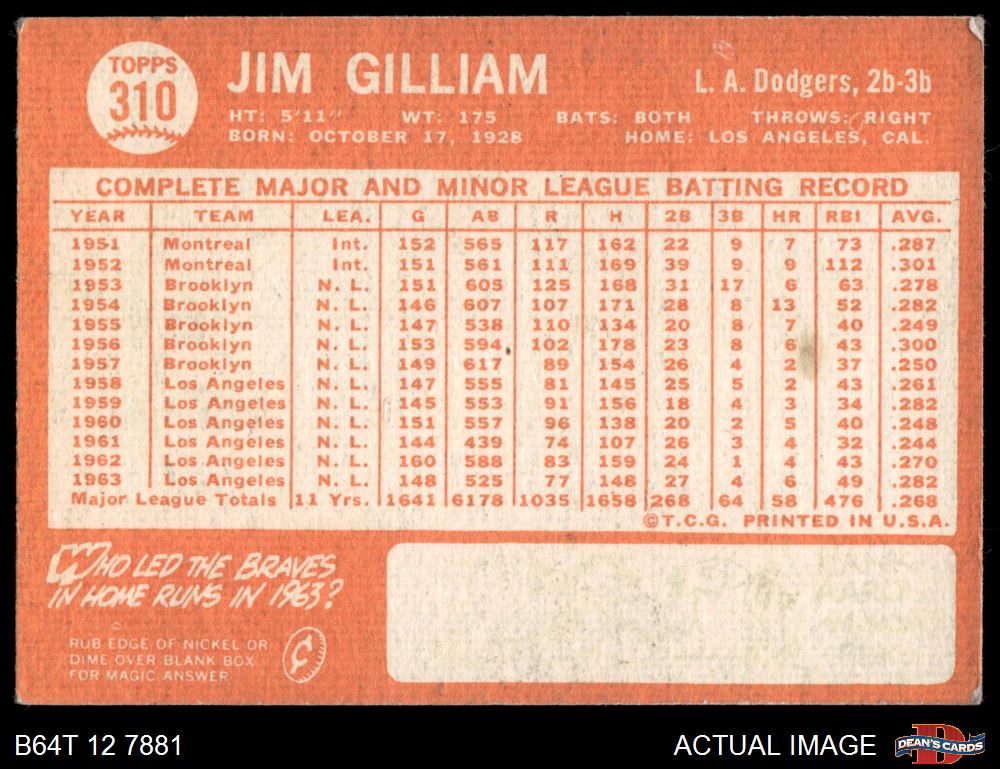 TOPPS
310
JIM GILLIAM
L. A. Dodgers, 2b-3b
HT: 5'11" WT: 175 BATS: BOTH THROWS: RIGHT
BORN: OCTOBER 17, 1928 HOME: LOS ANGELES, CAL.
COMPLETE MAJOR AND MINOR LEAGUE BATTING RECORD
YEAR TEAM LEA. G AB R H 2B 3B HR RBI AVG.
1951 Montreal Int. 152 565 117 162 22 9 7 73 .287
1952 Montreal Int. 151 561 111 169 39 9 9 112 .301
1953 Brooklyn N. L. 151 605 125 168 31 17 6 63 .278
1954 Brooklyn N. L. 146 607 107 171 28 8 13 52 .282
1955 Brooklyn N. L. 147 538 110 134 20 8 7 40 .249
1956 Brooklyn N. L. 153 594 102 178 23 8 6 43 .300
1957 Brooklyn N. L. 149 617 89 154 26 4 2 37 .250
1958 Los Angeles N. L. 147 555 81 145 25 5 2 43 .261
1959 Los Angeles N. L. 145 553 91 156 18 4 3 34 .282
1960 Los Angeles N. L. 151 557 96 138 20 2 5 40 .248
1961 Los Angeles N. L. 144 439 74 107 26 3 4 32 .244
1962 Los Angeles N. L. 160 588 83 159 24 1 4 43 .270
1963 Los Angeles N. L. 148 525 77 148 27 4 6 49 .282
Major League Totals 11 Yrs. 1641 6178 1035 1658 268 64 58 476 .268
©T.C.G. PRINTED IN U.S.A.
WHO LED THE BRAVES
IN HOME RUNS IN 1963?
RUB EDGE OF NICKEL OR
DIME OVER BLANK BOX
FOR MAGIC ANSWER
¢
B64T 12 7881
ACTUAL IMAGE
D
DEAN'S CARDS